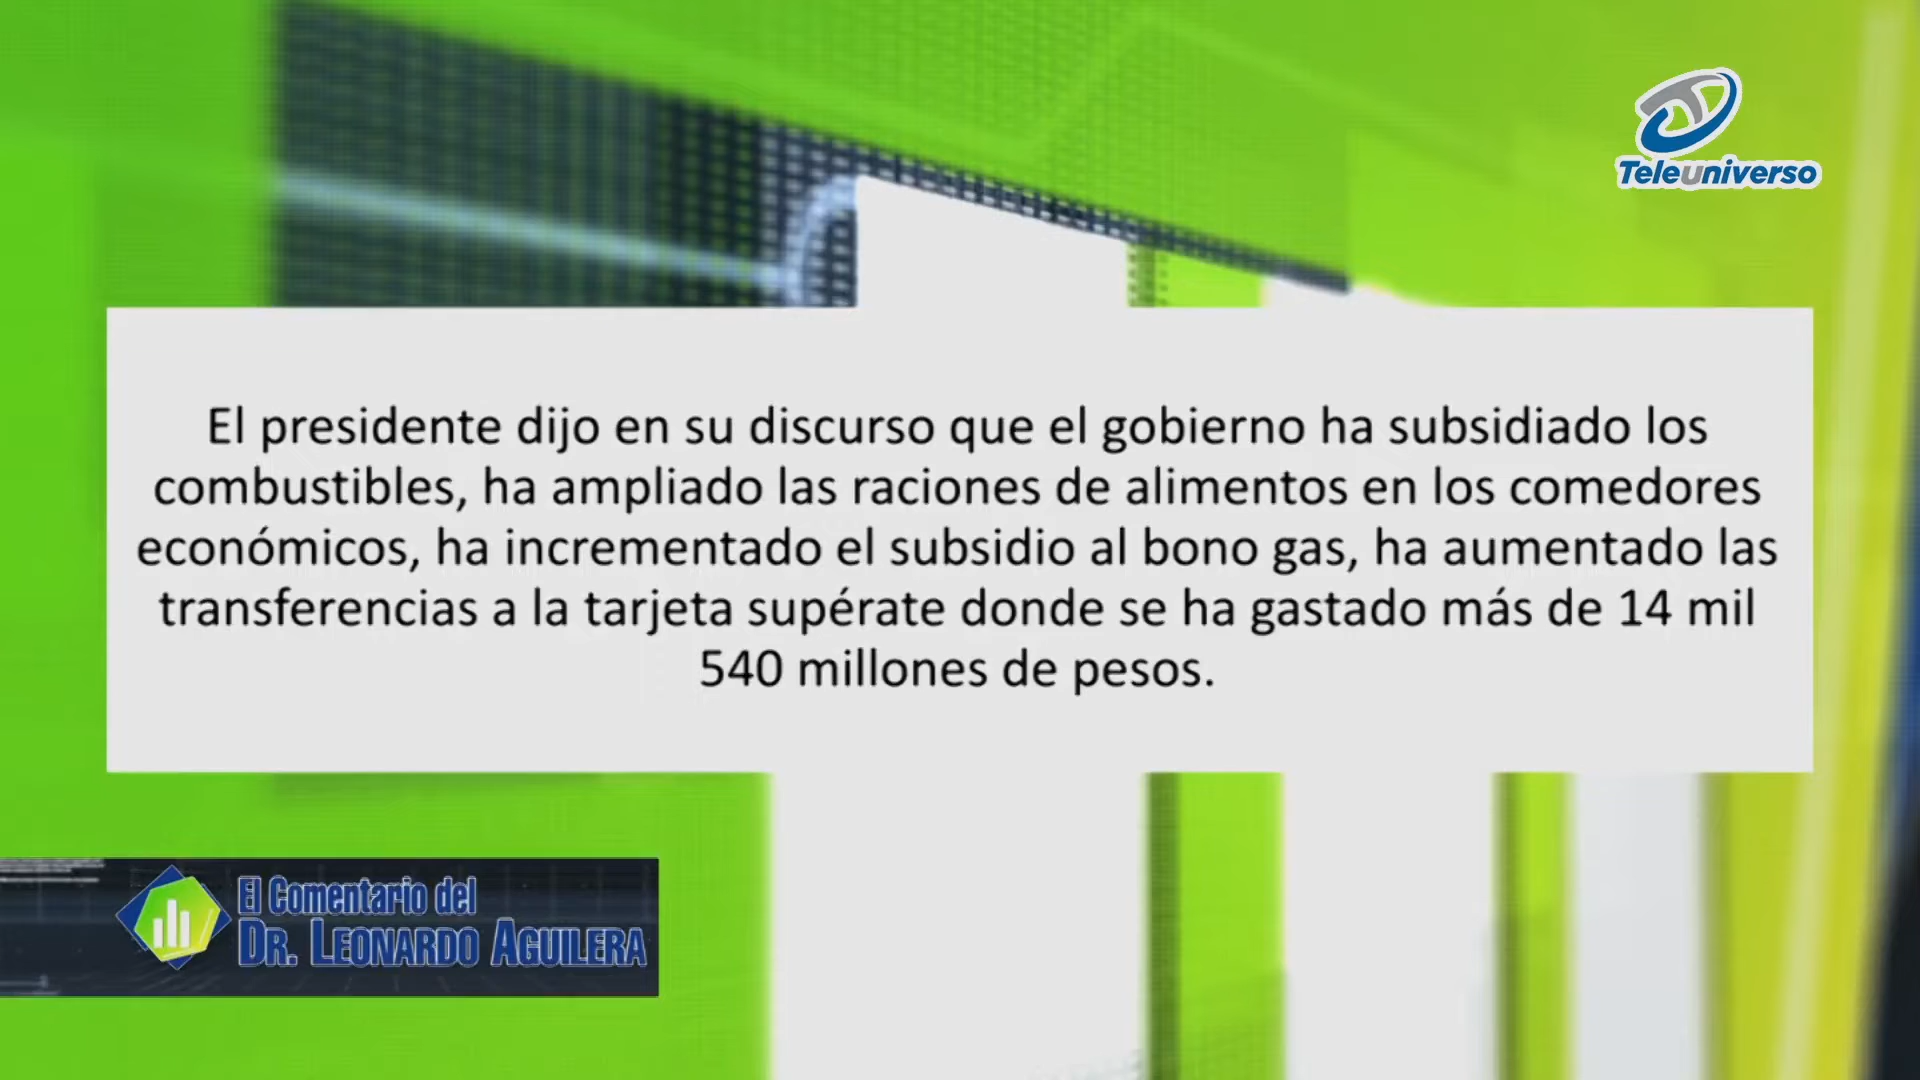 Teleuniverso
El presidente dijo en su discurso que el gobierno ha subsidiado los
combustibles, ha ampliado las raciones de alimentos en los comedores
económicos, ha incrementado el subsidio al bono gas, ha aumentado las
transferencias a la tarjeta supérate donde se ha gastado más de 14 mil
540 millones de pesos.
El Comentario del
DR. LEONARDO AGUILERA